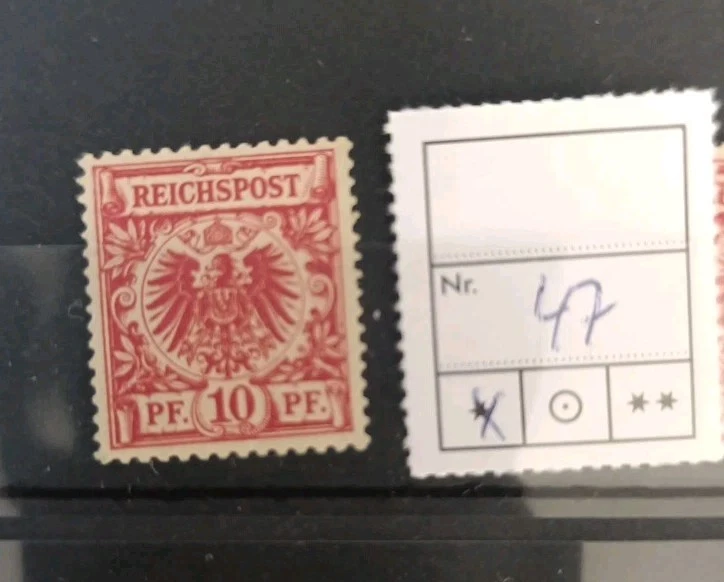 REICHSPOST
PF. 10 PF.
Nr. 47